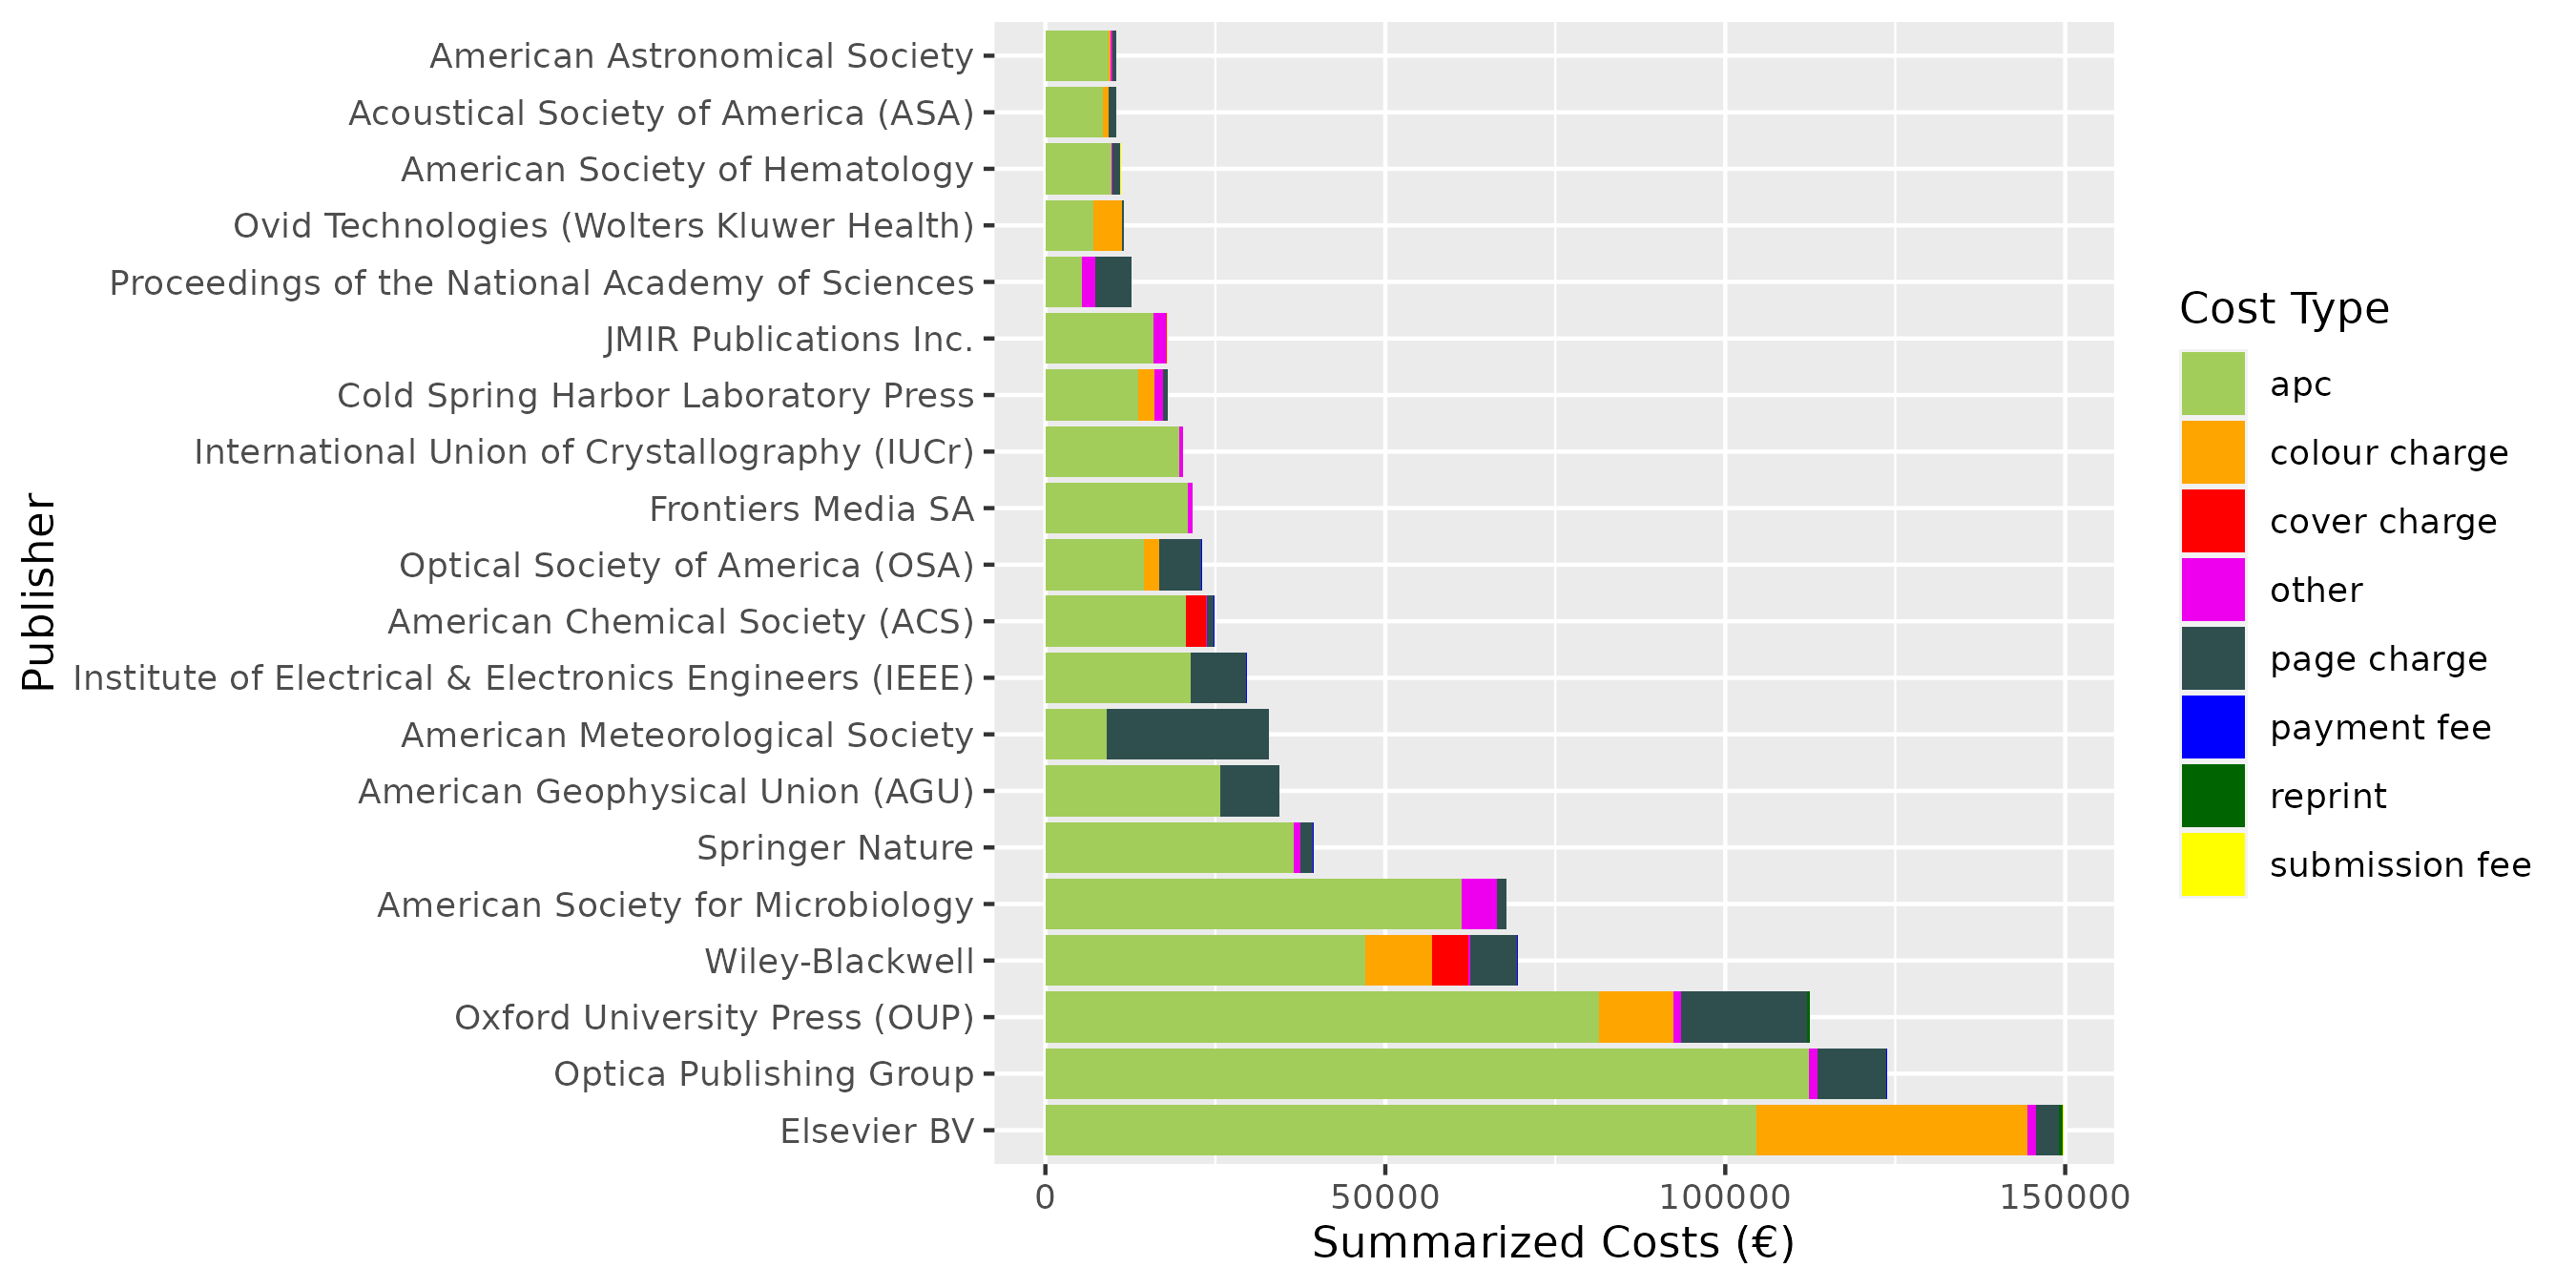 American Astronomical Society
Acoustical Society of America (ASA)
American Society of Hematology
Ovid Technologies (Wolters Kluwer Health)
Proceedings of the National Academy of Sciences
JMIR Publications Inc.
Cold Spring Harbor Laboratory Press
International Union of Crystallography (IUCr)
Frontiers Media SA
Optical Society of America (OSA)
American Chemical Society (ACS)
Institute of Electrical & Electronics Engineers (IEEE)
American Meteorological Society
American Geophysical Union (AGU)
Springer Nature
American Society for Microbiology
Wiley-Blackwell
Oxford University Press (OUP)
Optica Publishing Group
Elsevier BV
Publisher
0
50000
100000
150000
Summarized Costs (€)
Cost Type
apc
colour charge
cover charge
other
page charge
payment fee
reprint
submission fee